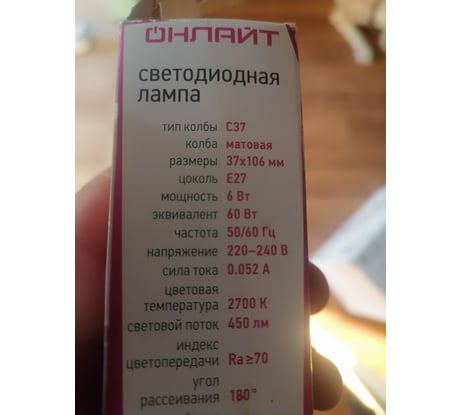 ОНЛАЙТ
светодиодная
лампа
тип колбы C37
колба матовая
размеры 37x106 мм
цоколь E27
мощность 6 Вт
эквивалент 60 Вт
частота 50/60 Гц
напряжение 220–240 В
сила тока 0.052 А
цветовая
температура 2700 К
световой поток 450 лм
индекс
цветопередачи Ra≥70
угол
рассеивания 180°